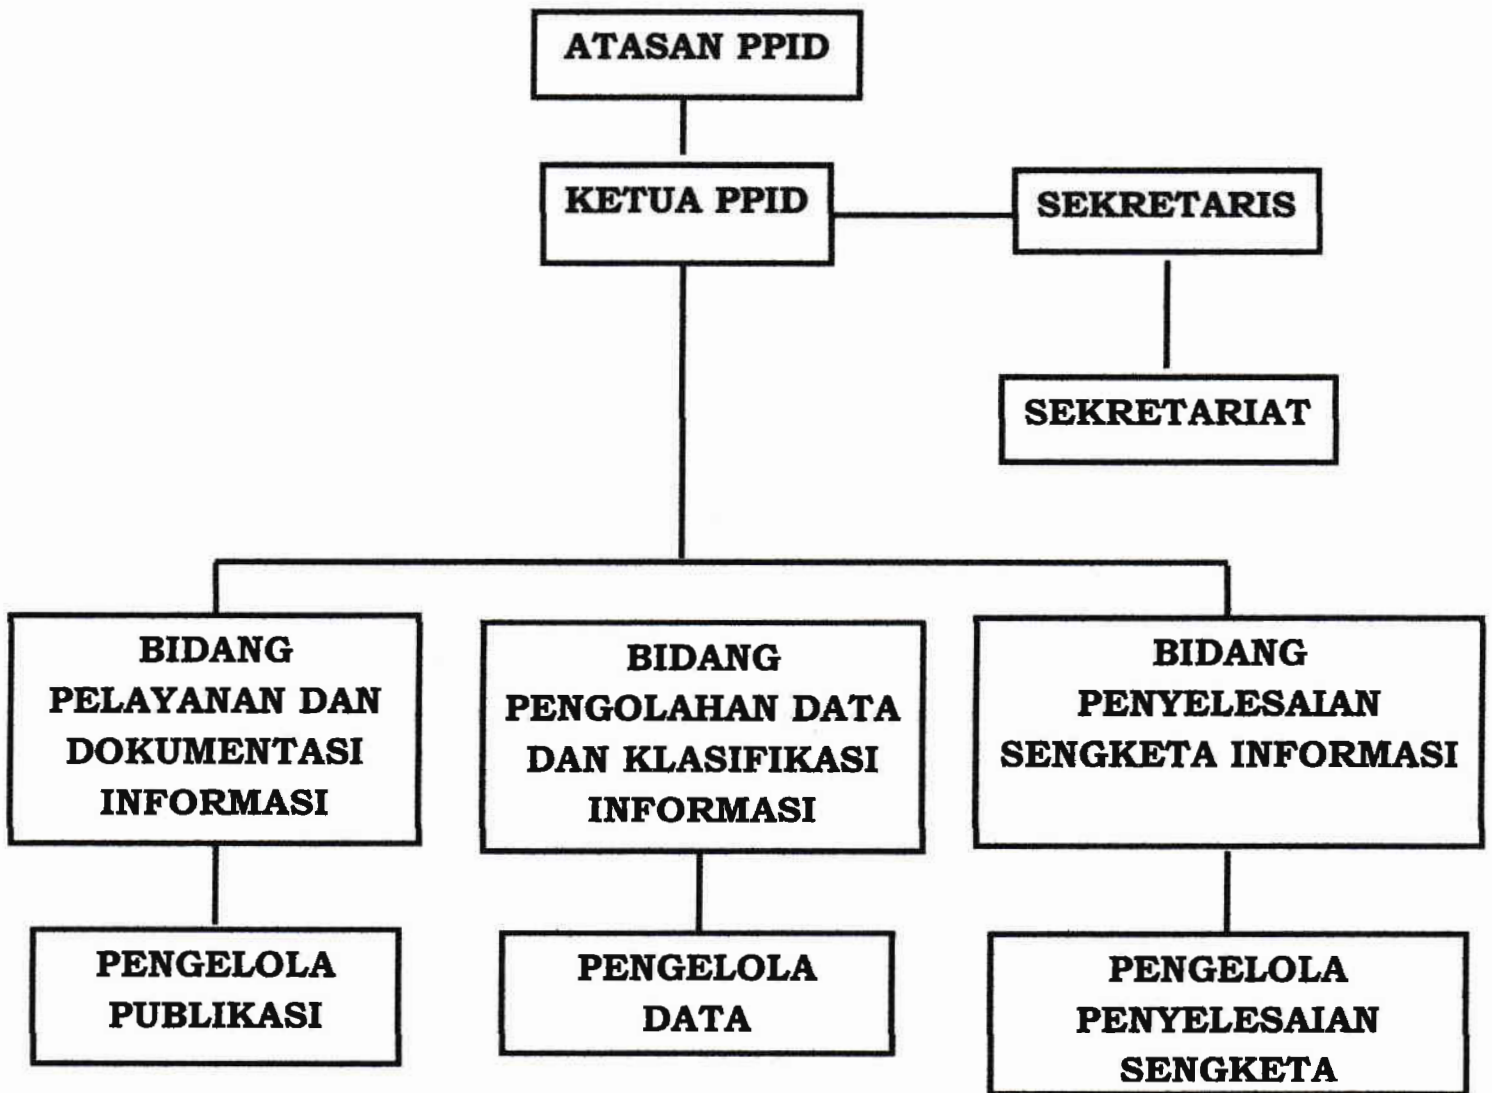 ATASAN PPID
KETUA PPID
SEKRETARIS
SEKRETARIAT
BIDANG
PELAYANAN DAN
DOKUMENTASI
INFORMASI
BIDANG
PENGOLAHAN DATA
DAN KLASIFIKASI
INFORMASI
BIDANG
PENYELESAIAN
SENGKETA INFORMASI
PENGELOLA
PUBLIKASI
PENGELOLA
DATA
PENGELOLA
PENYELESAIAN
SENGKETA